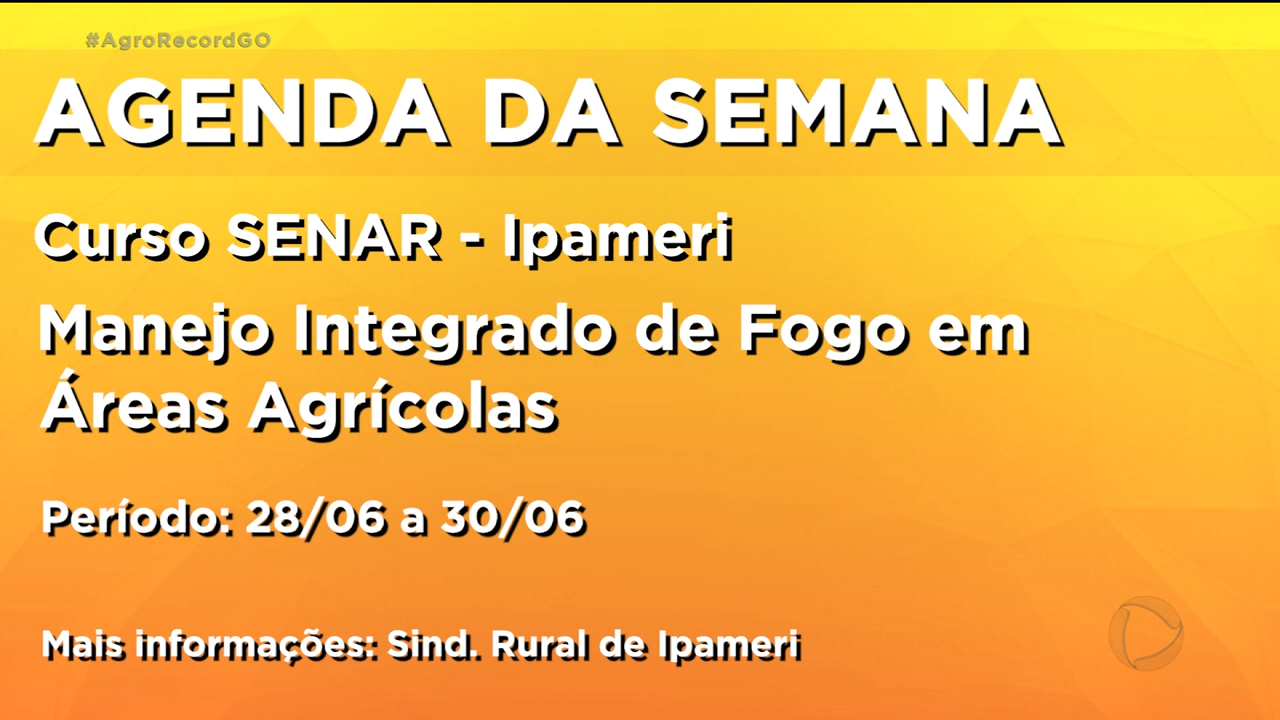 #AgroRecordGO
AGENDA DA SEMANA
Curso SENAR - Ipameri
Manejo Integrado de Fogo em
Áreas Agrícolas
Período: 28/06 a 30/06
Mais informações: Sind. Rural de Ipameri